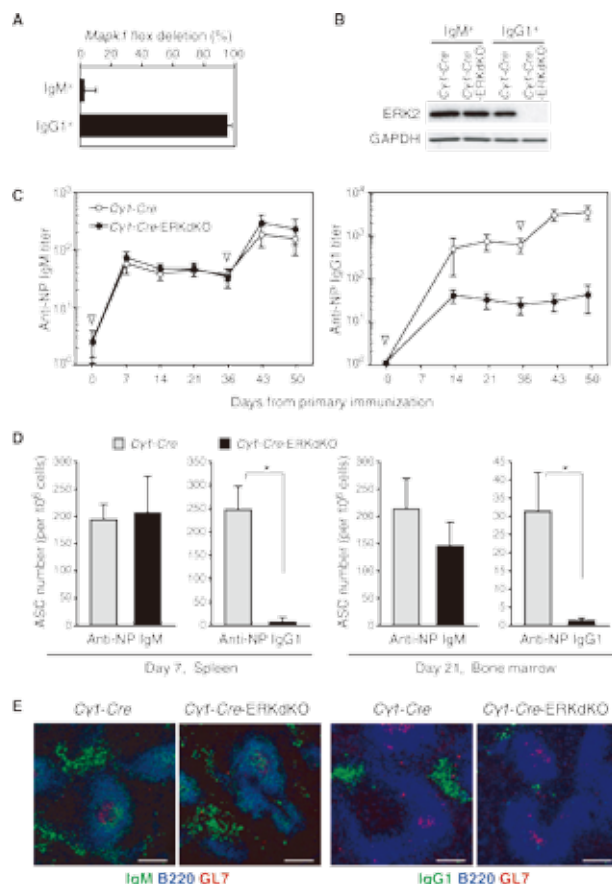 A
Mapk1 flox deletion (%)
0 20 40 60 80 100
IgM⁺
IgG1⁺
B
IgM⁺ IgG1⁺
Cγ1-Cre
Cγ1-Cre-ERKdKO
Cγ1-Cre
Cγ1-Cre-ERKdKO
ERK2
GAPDH
C
Anti-NP IgM titer
10³
10²
10¹
10⁰
Cγ1-Cre
Cγ1-Cre-ERKdKO
0 7 14 21 36 43 50
Anti-NP IgG1 titer
10⁴
10³
10²
10¹
10⁰
0 7 14 21 36 43 50
Days from primary immunization
D
Cγ1-Cre Cγ1-Cre-ERKdKO
ASC number (per 10⁶ cells)
300
250
200
150
100
50
0
Anti-NP IgM
350
300
250
200
150
100
50
0
*
Anti-NP IgG1
Day 7, Spleen
ASC number (per 10⁶ cells)
300
250
200
150
100
50
0
Anti-NP IgM
45
40
35
30
25
20
15
10
5
0
*
Anti-NP IgG1
Day 21, Bone marrow
E
Cγ1-Cre Cγ1-Cre-ERKdKO Cγ1-Cre Cγ1-Cre-ERKdKO
IgM B220 GL7 IgG1 B220 GL7